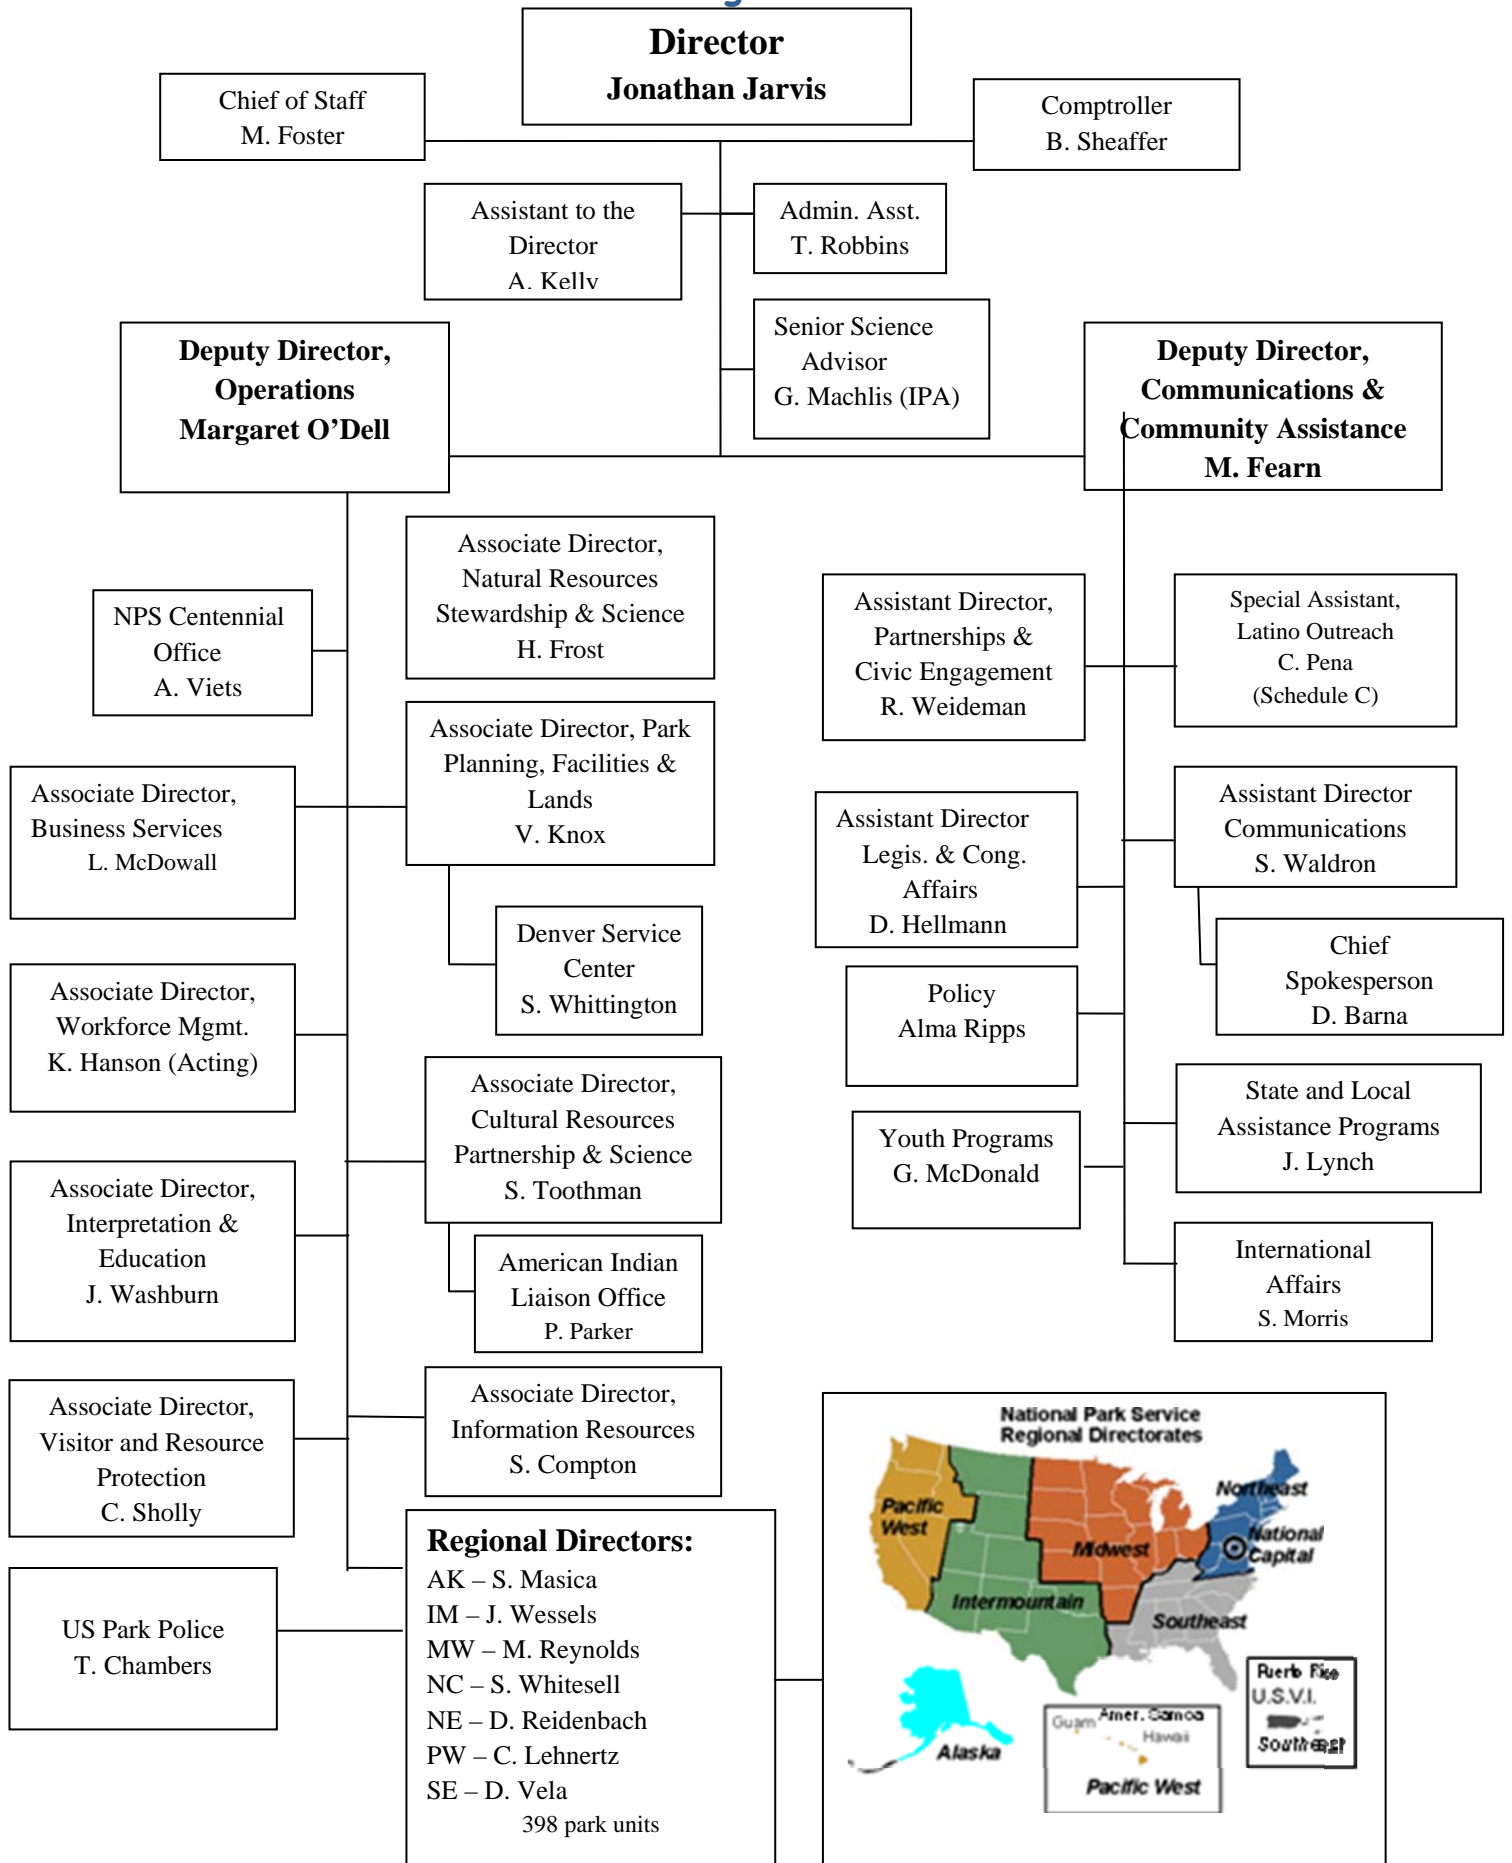 Director
Jonathan Jarvis
Chief of Staff
M. Foster
Comptroller
B. Sheaffer
Assistant to the
Director
A. Kelly
Admin. Asst.
T. Robbins
Senior Science
Advisor
G. Machlis (IPA)
Deputy Director,
Operations
Margaret O’Dell
Deputy Director,
Communications &
Community Assistance
M. Fearn
NPS Centennial
Office
A. Viets
Associate Director,
Natural Resources
Stewardship & Science
H. Frost
Associate Director,
Business Services
L. McDowall
Associate Director, Park
Planning, Facilities &
Lands
V. Knox
Denver Service
Center
S. Whittington
Associate Director,
Workforce Mgmt.
K. Hanson (Acting)
Associate Director,
Cultural Resources
Partnership & Science
S. Toothman
American Indian
Liaison Office
P. Parker
Associate Director,
Interpretation &
Education
J. Washburn
Associate Director,
Information Resources
S. Compton
Associate Director,
Visitor and Resource
Protection
C. Sholly
US Park Police
T. Chambers
Regional Directors:
AK – S. Masica
IM – J. Wessels
MW – M. Reynolds
NC – S. Whitesell
NE – D. Reidenbach
PW – C. Lehnertz
SE – D. Vela
398 park units
Assistant Director,
Partnerships &
Civic Engagement
R. Weideman
Special Assistant,
Latino Outreach
C. Pena
(Schedule C)
Assistant Director
Legis. & Cong.
Affairs
D. Hellmann
Assistant Director
Communications
S. Waldron
Chief
Spokesperson
D. Barna
Policy
Alma Ripps
State and Local
Assistance Programs
J. Lynch
Youth Programs
G. McDonald
International
Affairs
S. Morris
National Park Service
Regional Directorates
Pacific
West
Midwest
Northeast
National
Capital
Intermountain
Southeast
Alaska
Guam
Amer. Samoa
Hawaii
Pacific West
Puerto Rico
U.S.V.I.
Southeast